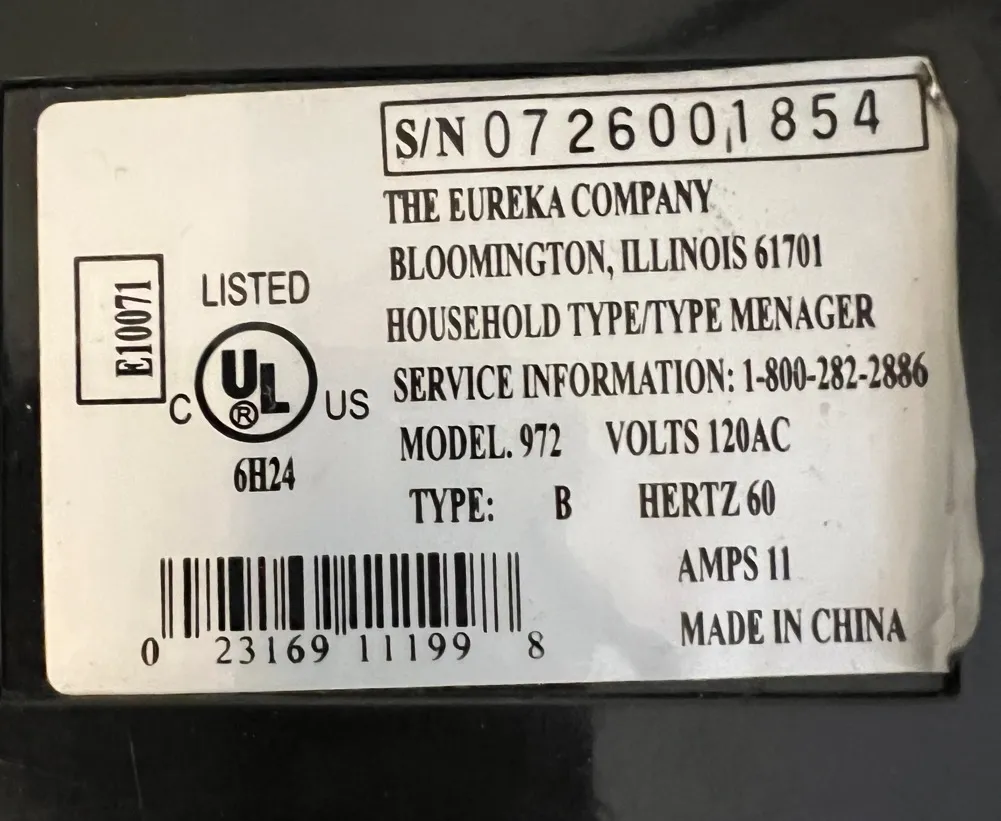 S/N 0726001854
THE EUREKA COMPANY
BLOOMINGTON, ILLINOIS 61701
HOUSEHOLD TYPE/TYPE MENAGER
SERVICE INFORMATION: 1-800-282-2886
MODEL. 972 VOLTS 120AC
TYPE: B HERTZ 60
AMPS 11
MADE IN CHINA
E10071
LISTED
C UL® US
6H24
0 23169 11199 8